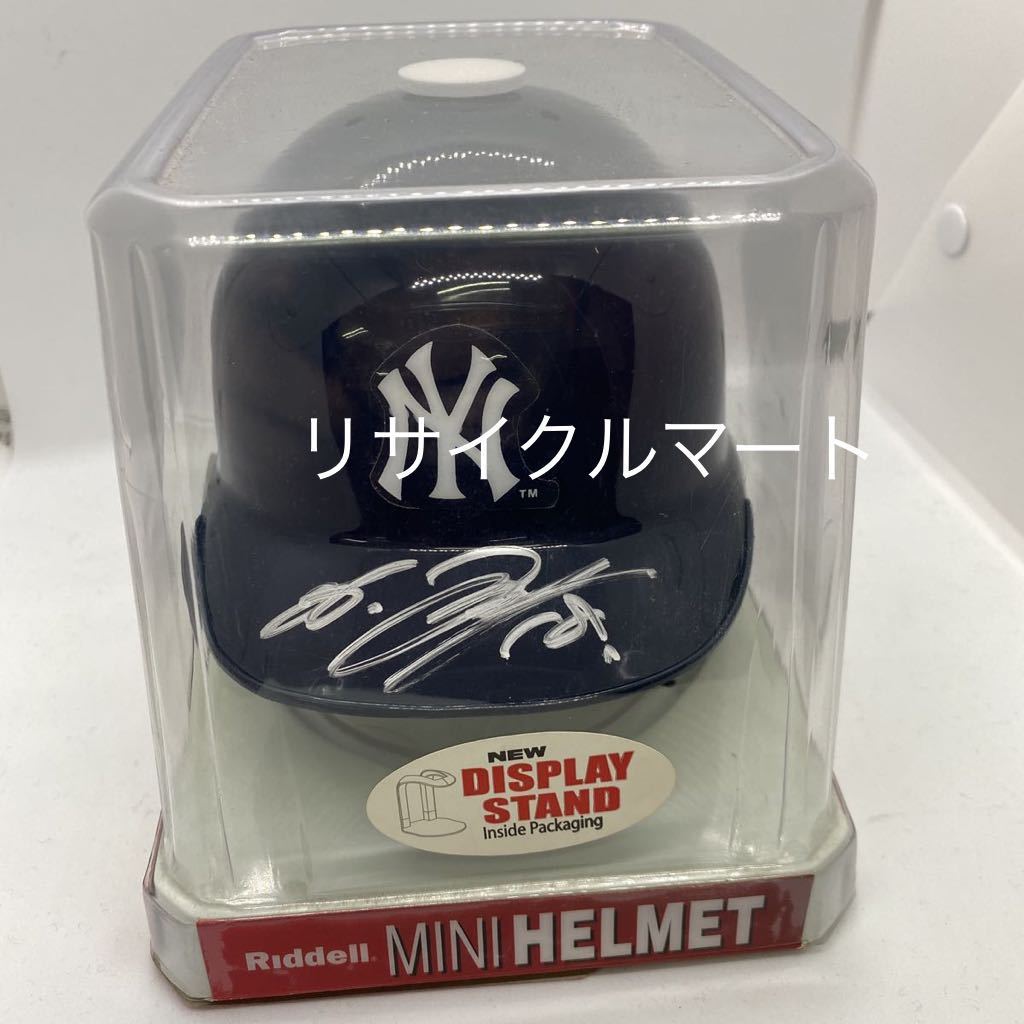 NY
TM
リサイクルマート
NEW
DISPLAY
STAND
Inside Packaging
Riddell MINI HELMET